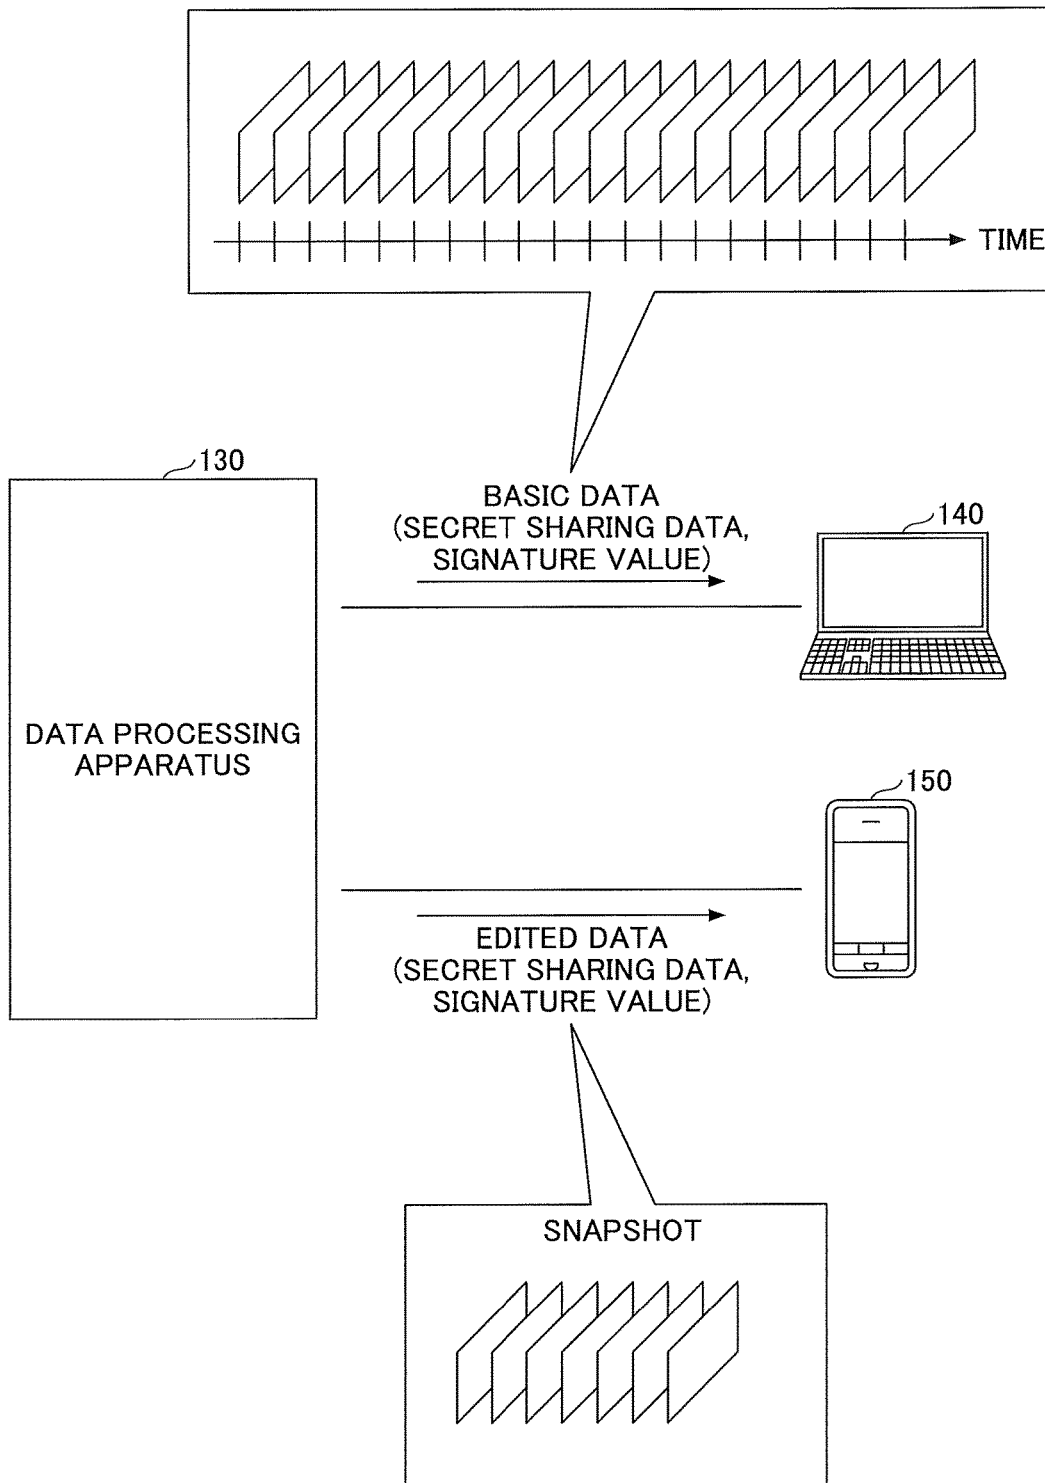 TIME
130
BASIC DATA
(SECRET SHARING DATA,
SIGNATURE VALUE)
140
DATA PROCESSING
APPARATUS
150
EDITED DATA
(SECRET SHARING DATA,
SIGNATURE VALUE)
SNAPSHOT